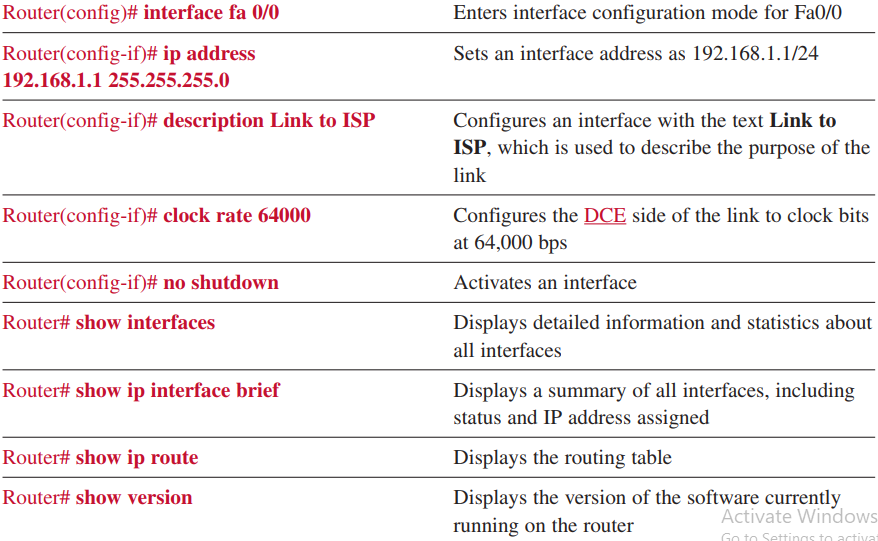 Router(config)# interface fa 0/0 Enters interface configuration mode for Fa0/0
Router(config-if)# ip address Sets an interface address as 192.168.1.1/24
192.168.1.1 255.255.255.0
Router(config-if)# description Link to ISP Configures an interface with the text Link to
ISP, which is used to describe the purpose of the
link
Router(config-if)# clock rate 64000 Configures the DCE side of the link to clock bits
at 64,000 bps
Router(config-if)# no shutdown Activates an interface
Router# show interfaces Displays detailed information and statistics about
all interfaces
Router# show ip interface brief Displays a summary of all interfaces, including
status and IP address assigned
Router# show ip route Displays the routing table
Router# show version Displays the version of the software currently
running on the router
Activate Windows
Go to Settings to activat